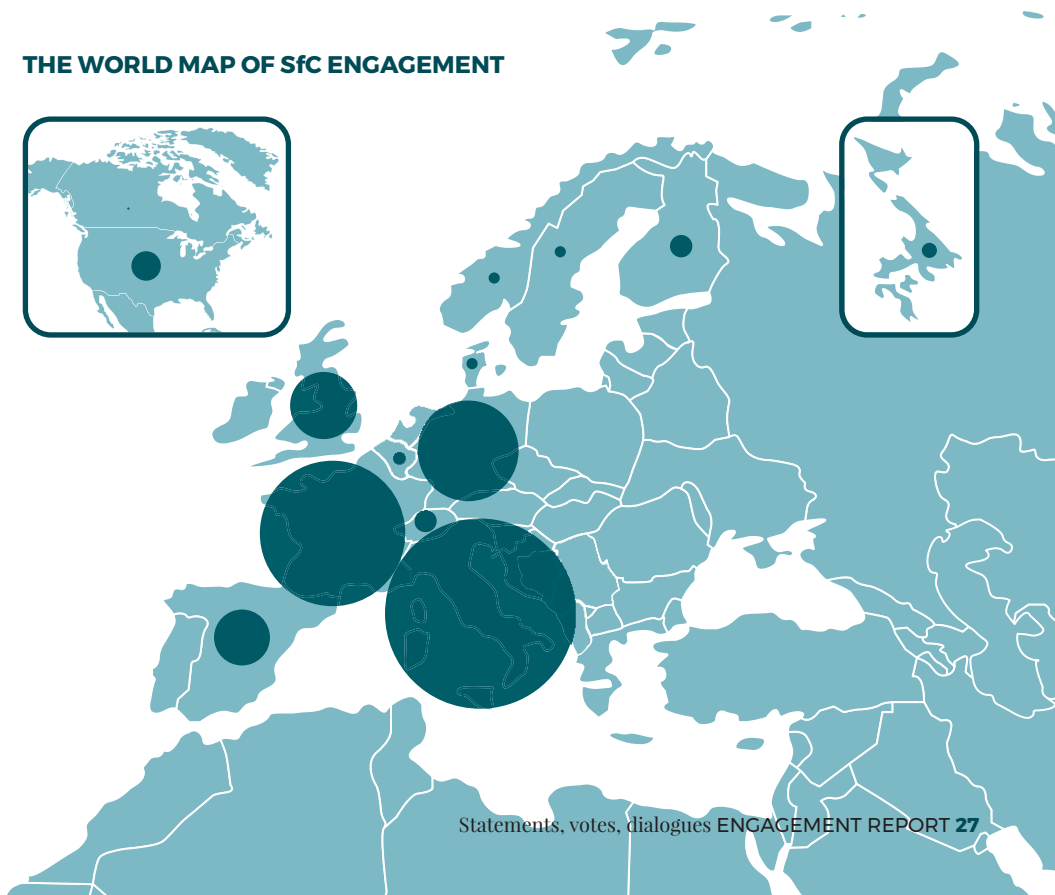 THE WORLD MAP OF SfC ENGAGEMENT
Statements, votes, dialogues ENGAGEMENT REPORT 27